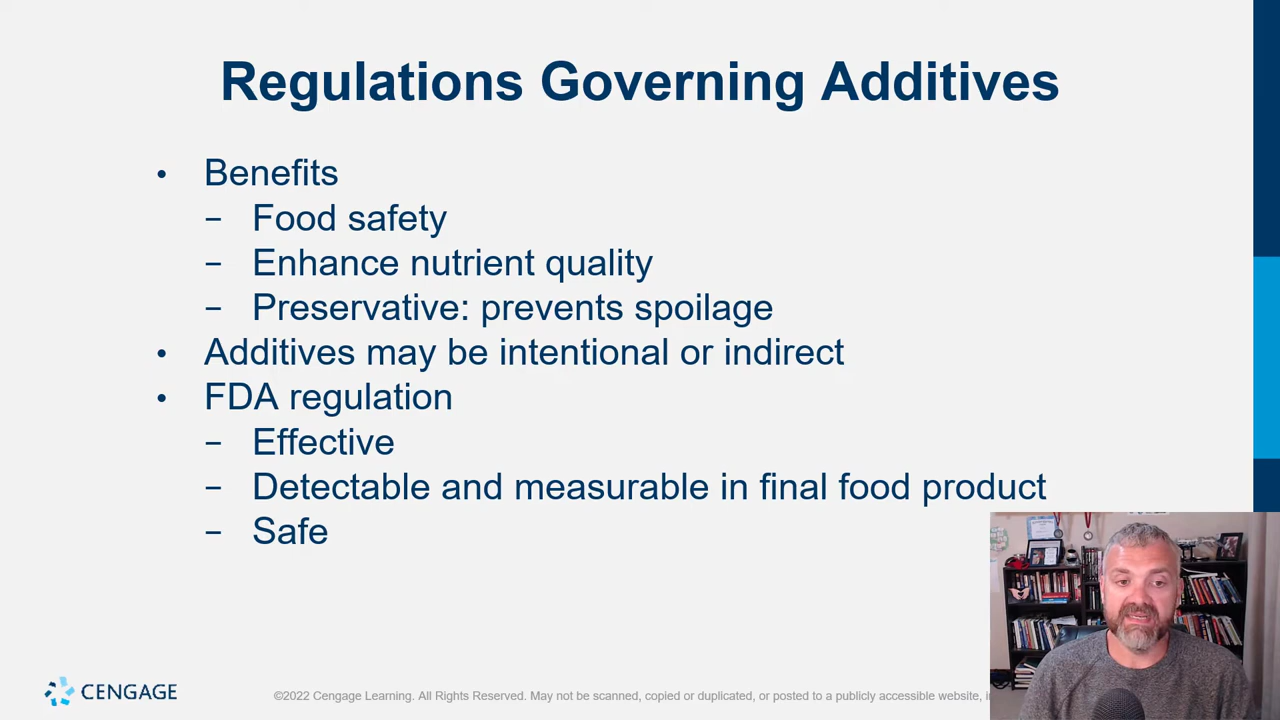 Regulations Governing Additives
• Benefits
− Food safety
− Enhance nutrient quality
− Preservative: prevents spoilage
• Additives may be intentional or indirect
• FDA regulation
− Effective
− Detectable and measurable in final food product
− Safe
CENGAGE
©2022 Cengage Learning. All Rights Reserved. May not be scanned, copied or duplicated, or posted to a publicly accessible website,